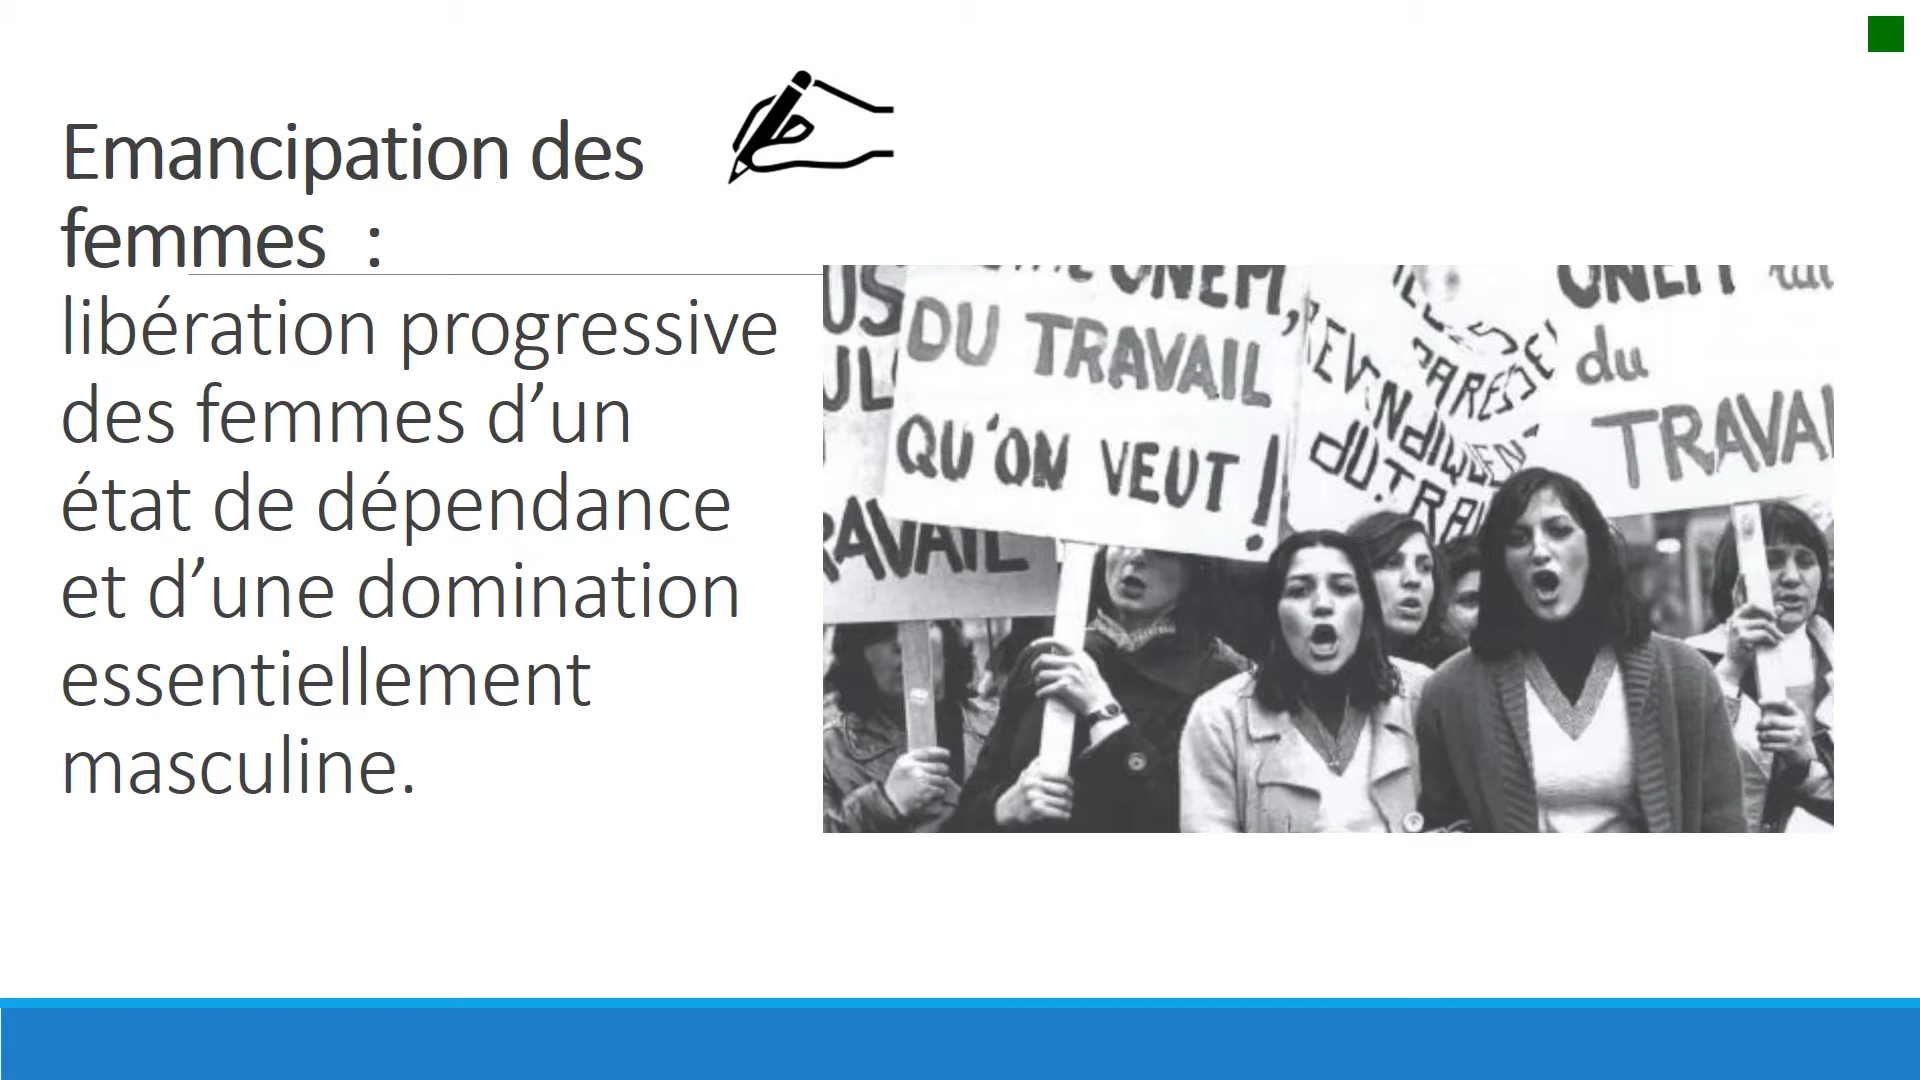 Emancipation des
femmes :
libération progressive
des femmes d’un
état de dépendance
et d’une domination
essentiellement
masculine.
DU TRAVAIL
QU'ON VEUT !
du